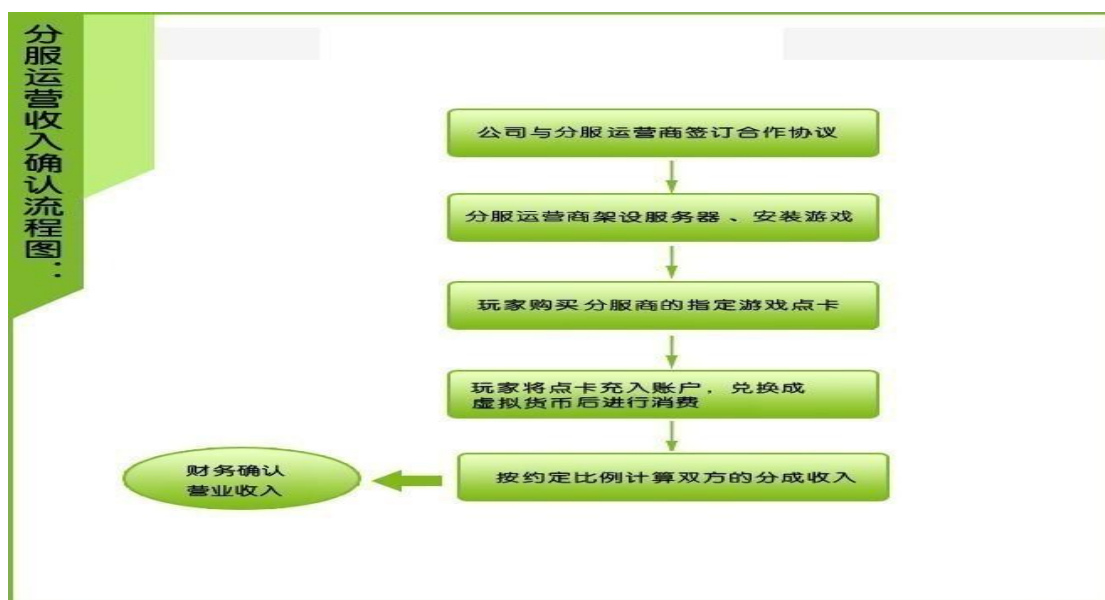 分服运营收入确认流程图：
公司与分服运营商签订合作协议
分服运营商架设服务器、安装游戏
玩家购买分服商的指定游戏点卡
玩家将点卡充入账户，兑换成
虚拟货币后进行消费
按约定比例计算双方的分成收入
财务确认
营业收入